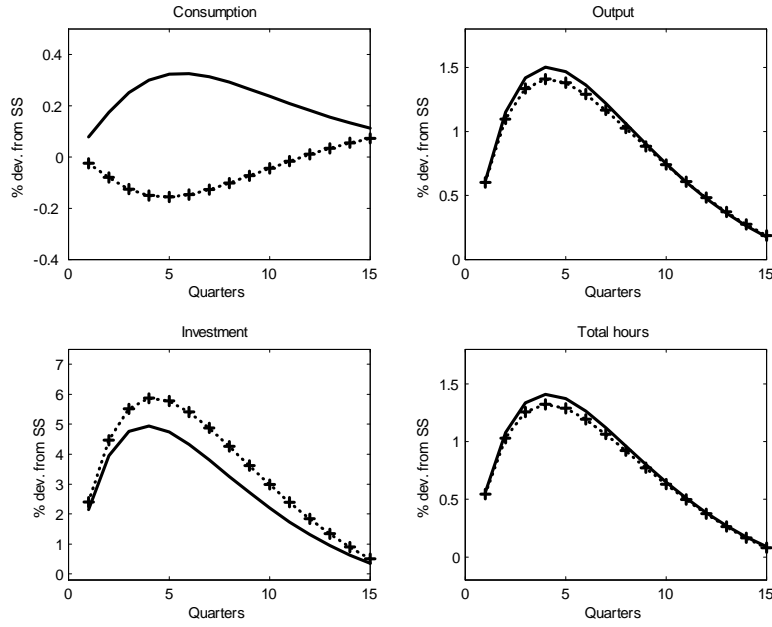 Consumption
% dev. from SS
0.4
0.2
0
-0.2
-0.4
0 5 10 15
Quarters
Output
% dev. from SS
1.5
1
0.5
0
0 5 10 15
Quarters
Investment
% dev. from SS
7
6
5
4
3
2
1
0
0 5 10 15
Quarters
Total hours
% dev. from SS
1.5
1
0.5
0
0 5 10 15
Quarters